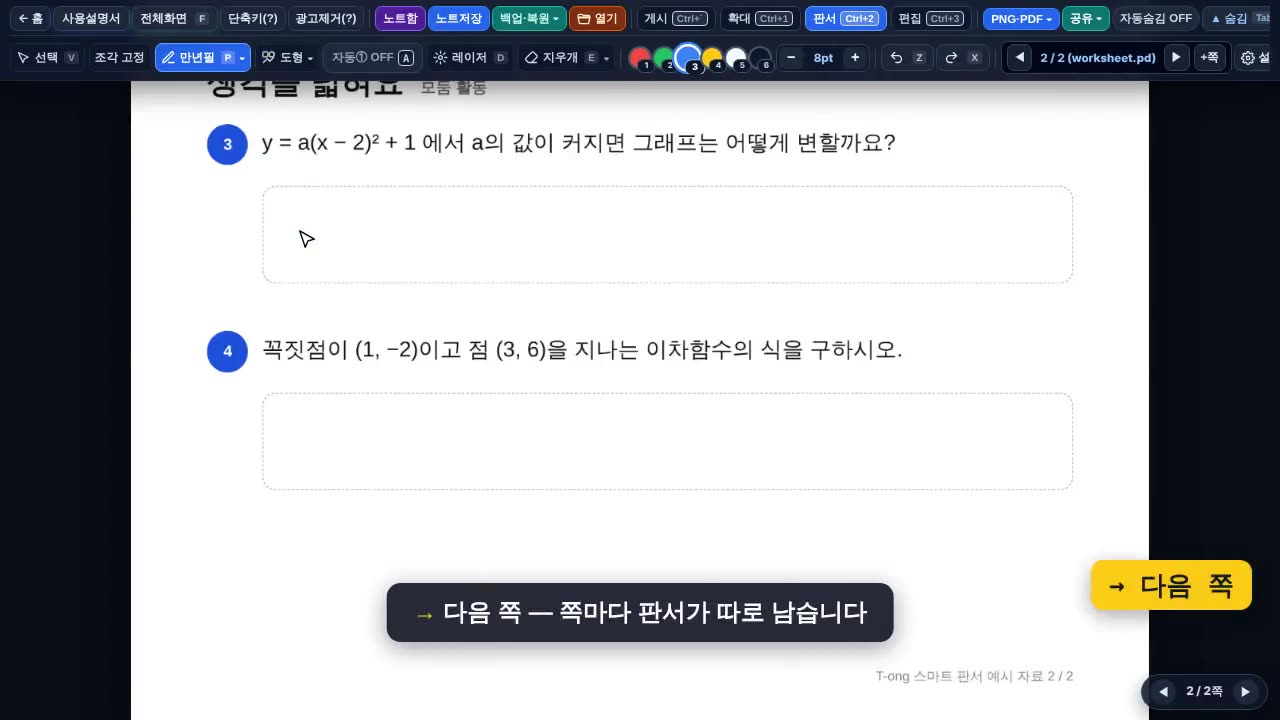 ← 홈 사용설명서 전체화면 F 단축키(?) 광고제거(?) 노트함 노트저장 백업·복원 열기 게시 Ctrl+` 확대 Ctrl+1 판서 Ctrl+2 편집 Ctrl+3 PNG·PDF 공유 자동숨김 OFF ▲ 숨김 Tab
선택 V 조각 고정 만년필 P 도형 자동① OFF A 레이저 D 지우개 E 1 2 3 4 5 6 − 8pt + Z X ◀ 2 / 2 (worksheet.pd) ▶ +쪽
생각을 넓혀요 모둠 활동
3 y = a(x − 2)² + 1 에서 a의 값이 커지면 그래프는 어떻게 변할까요?
4 꼭짓점이 (1, −2)이고 점 (3, 6)을 지나는 이차함수의 식을 구하시오.
→ 다음 쪽
→ 다음 쪽 — 쪽마다 판서가 따로 남습니다
T-ong 스마트 판서 예시 자료 2 / 2
◀ 2 / 2쪽 ▶